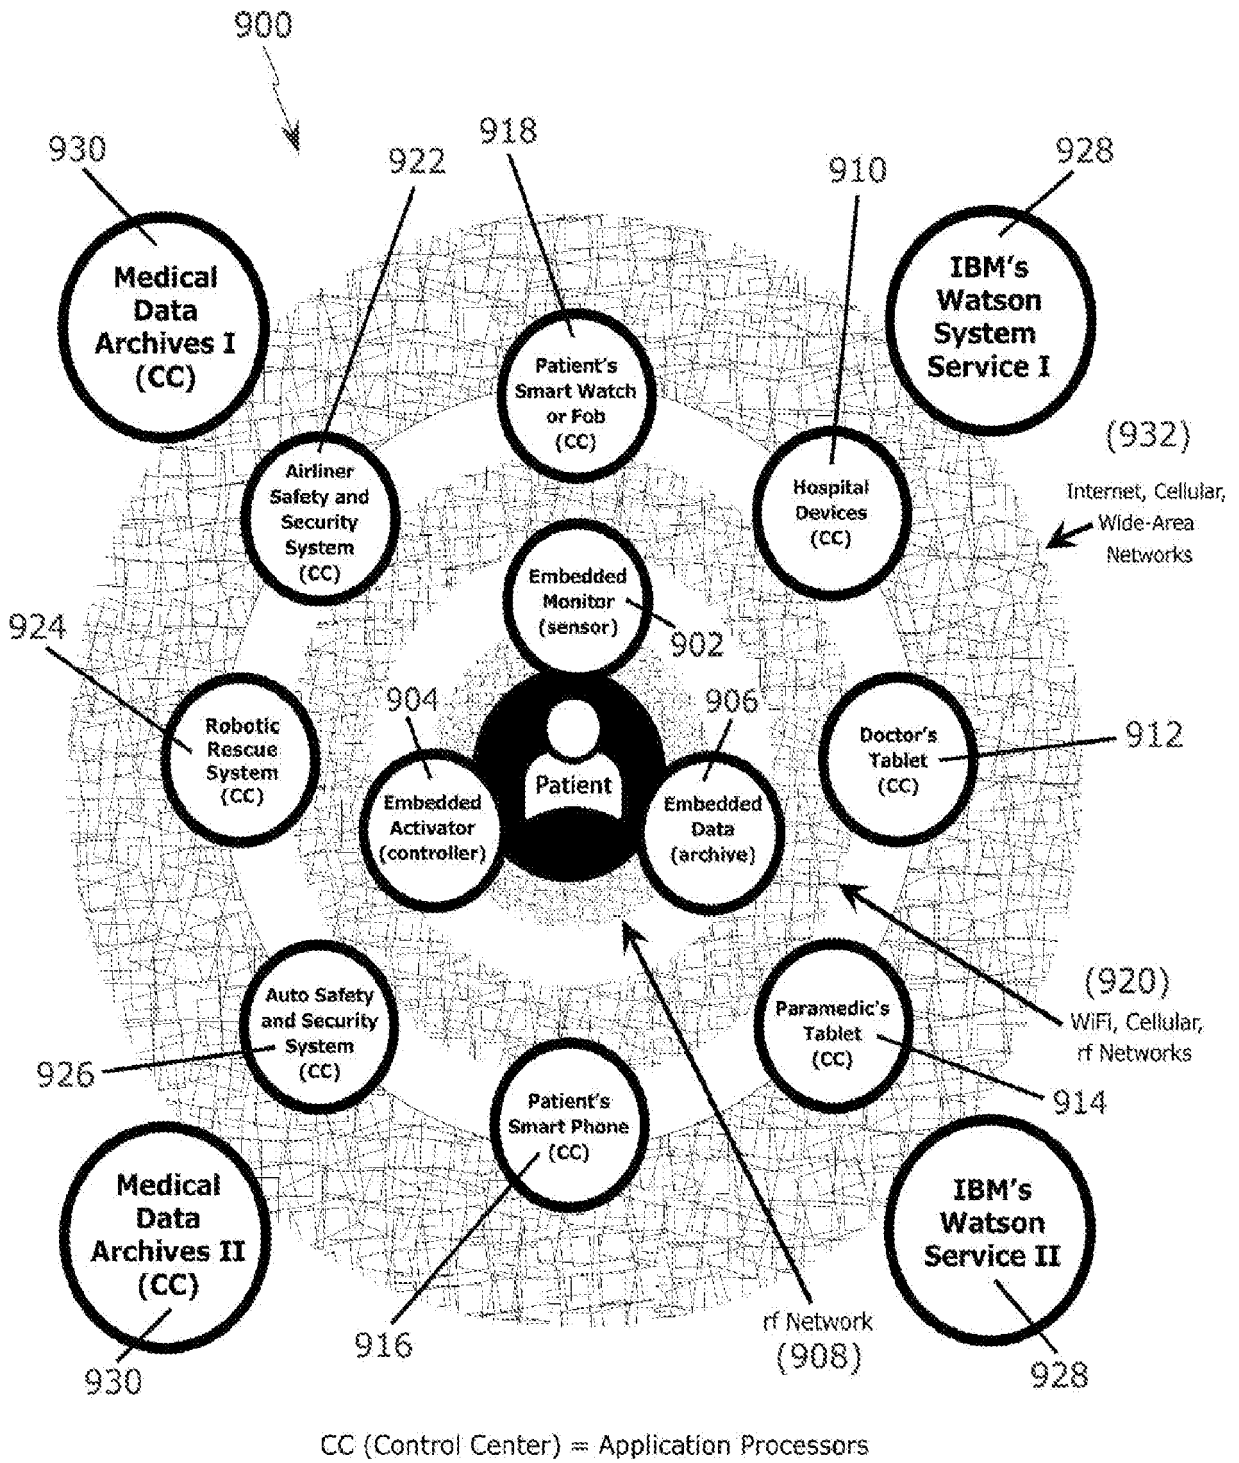 900
918
930
922
910
928
Medical
Data
Archives I
(CC)
IBM's
Watson
System
Service I
Patient's
Smart Watch
or Fob
(CC)
(932)
Internet, Cellular,
Wide-Area
Networks
Airliner
Safety and
Security
System
(CC)
Hospital
Devices
(CC)
Embedded
Monitor
(sensor)
902
924
904
906
Robotic
Rescue
System
(CC)
Patient
Doctor's
Tablet
(CC)
912
Embedded
Activator
(controller)
Embedded
Data
(archive)
(920)
WiFi, Cellular,
rf Networks
Auto Safety
and Security
System
(CC)
Paramedic's
Tablet
(CC)
926
914
Patient's
Smart Phone
(CC)
Medical
Data
Archives II
(CC)
IBM's
Watson
Service II
rf Network
(908)
916
930
928
CC (Control Center) = Application Processors